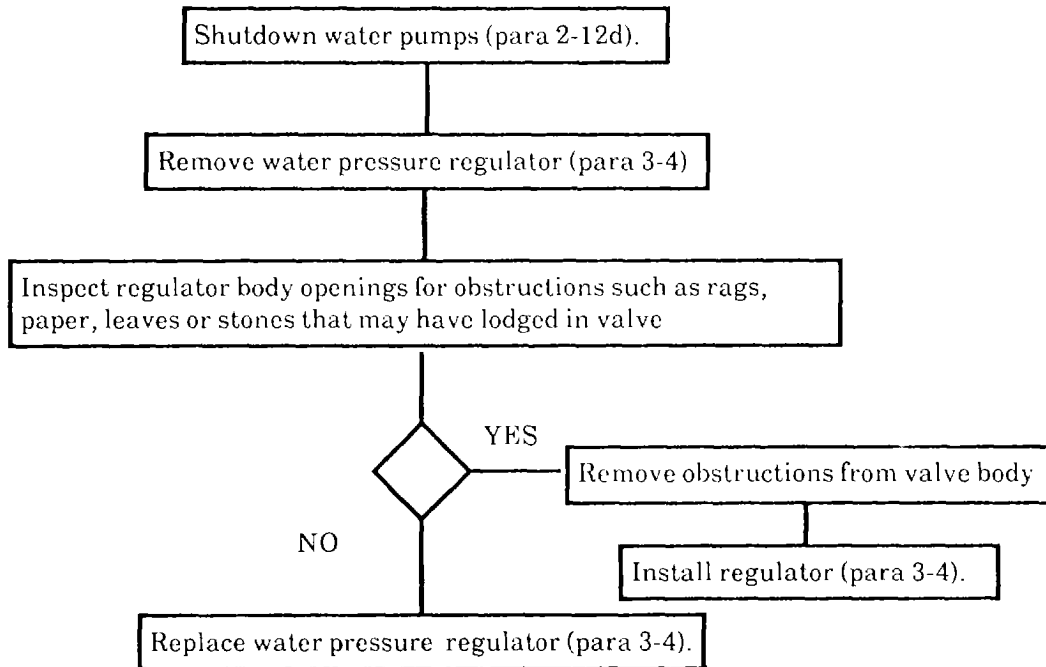 Shutdown water pumps (para 2-12d).
Remove water pressure regulator (para 3-4)
Inspect regulator body openings for obstructions such as rags,
paper, leaves or stones that may have lodged in valve
YES
Remove obstructions from valve body
NO
Install regulator (para 3-4).
Replace water pressure regulator (para 3-4).